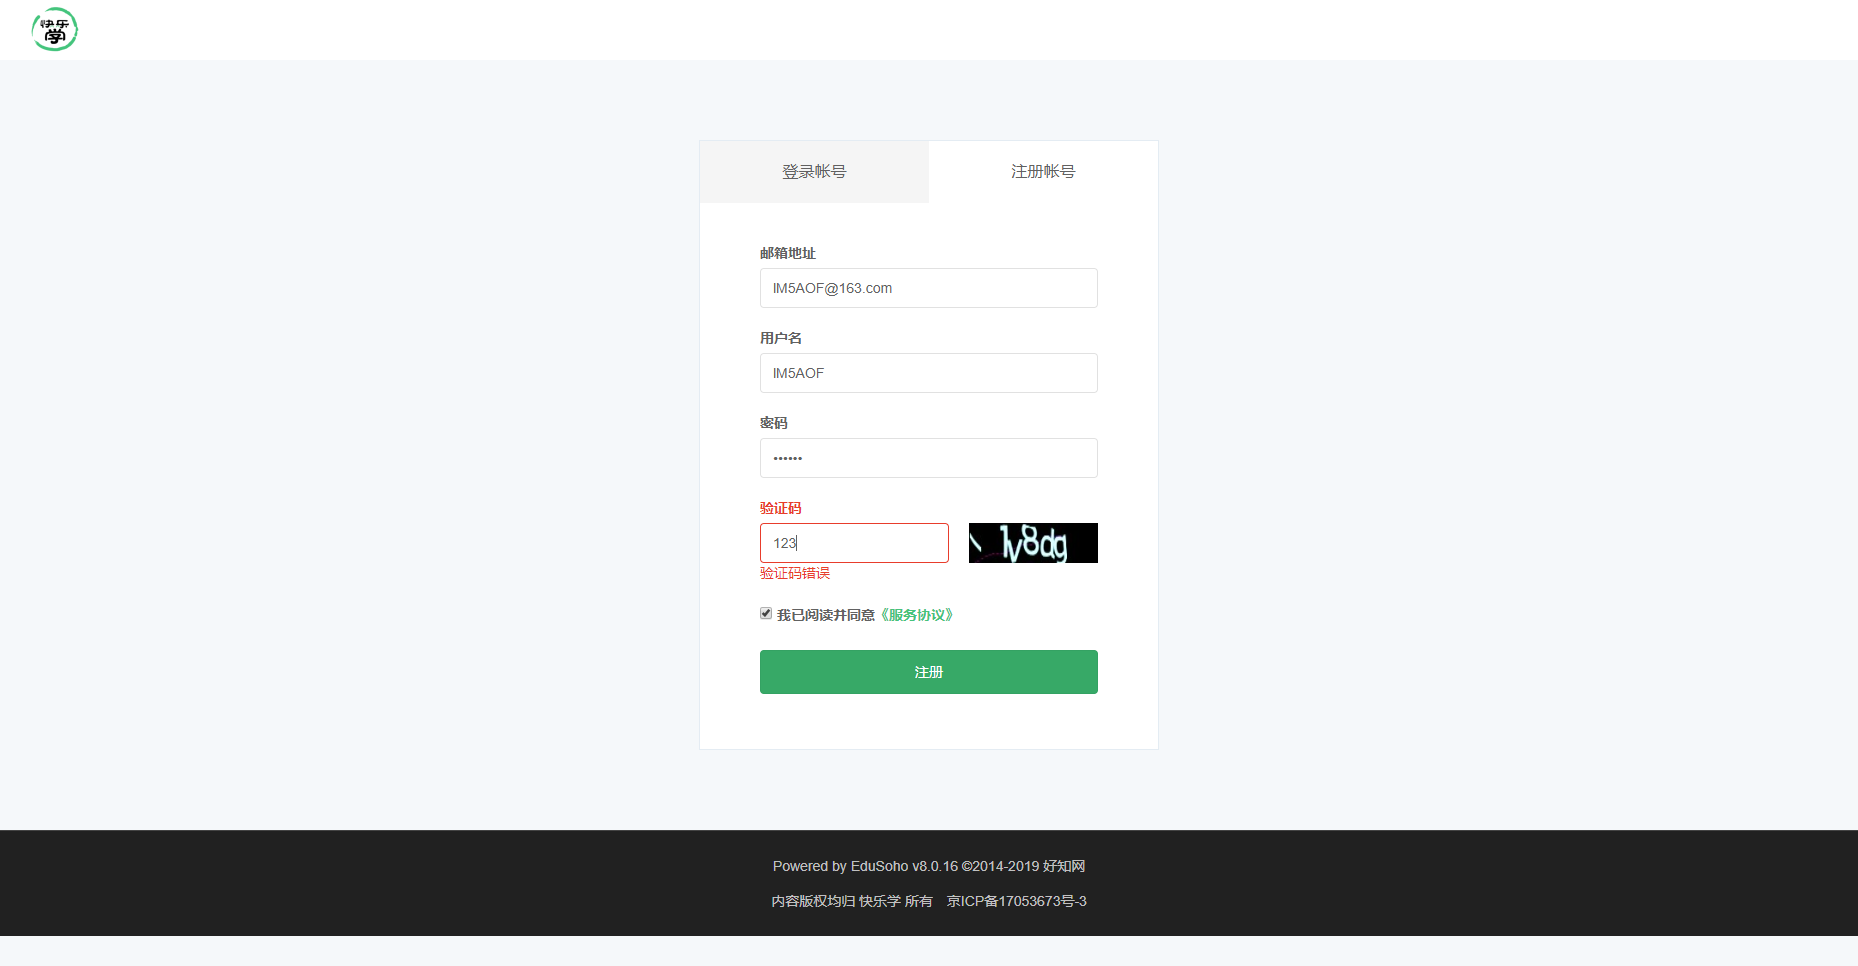 快乐
学
登录帐号
注册帐号
邮箱地址
IM5AOF@163.com
用户名
IM5AOF
密码
••••••
验证码
123
lv8dg
验证码错误
我已阅读并同意《服务协议》
注册
Powered by EduSoho v8.0.16 ©2014-2019 好知网
内容版权均归 快乐学 所有 京ICP备17053673号-3